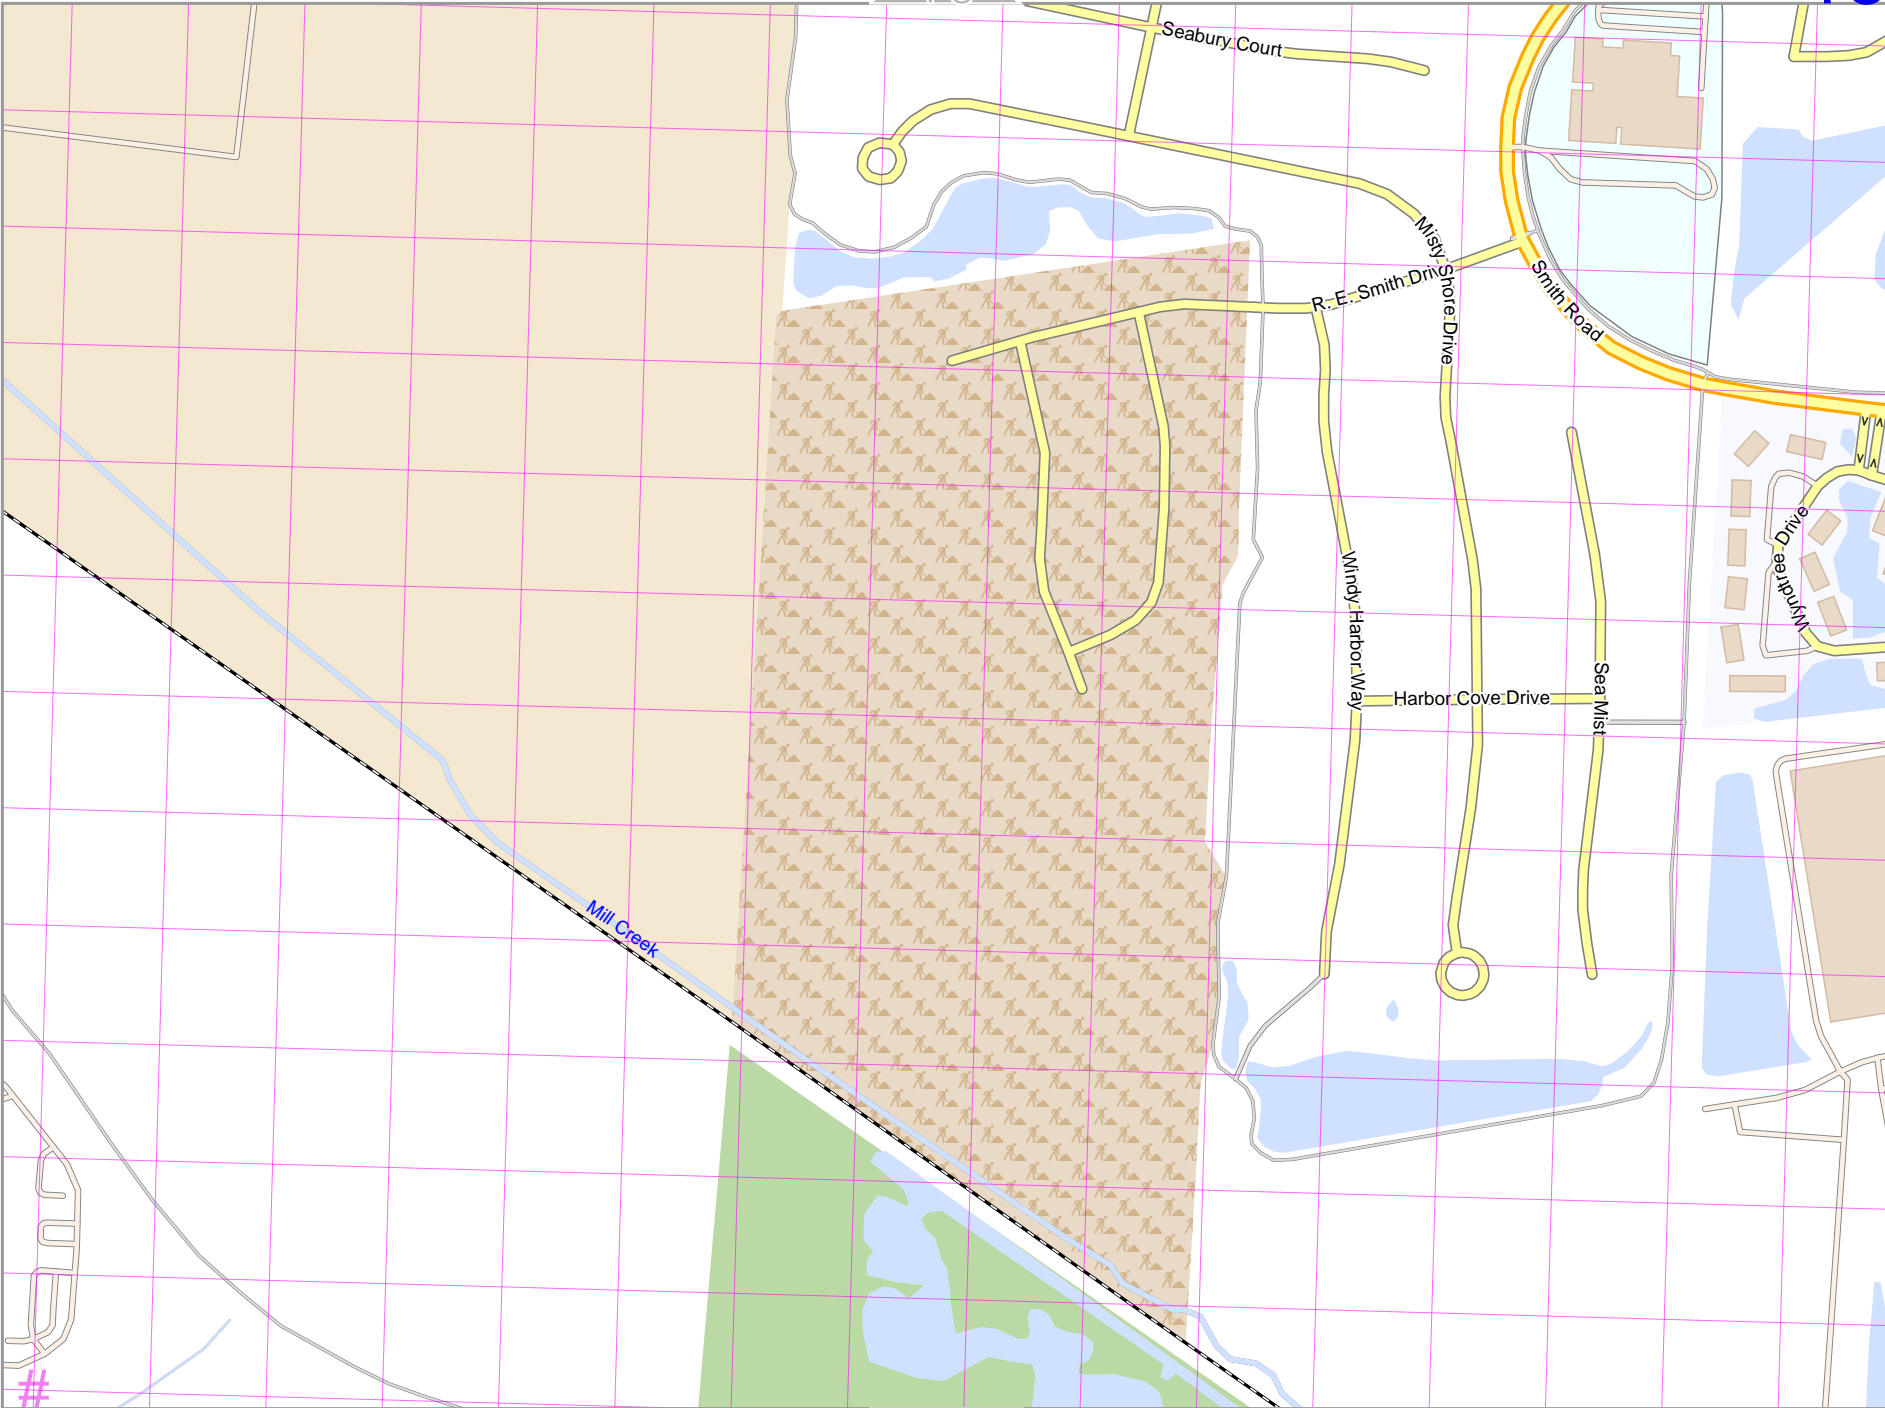 Seabury Court
Misty Shore Drive
R. E. Smith Drive
Smith Road
Wyndtree Drive
Windy Harbor Way
Harbor Cove Drive
Sea Mist
Mill Creek
#